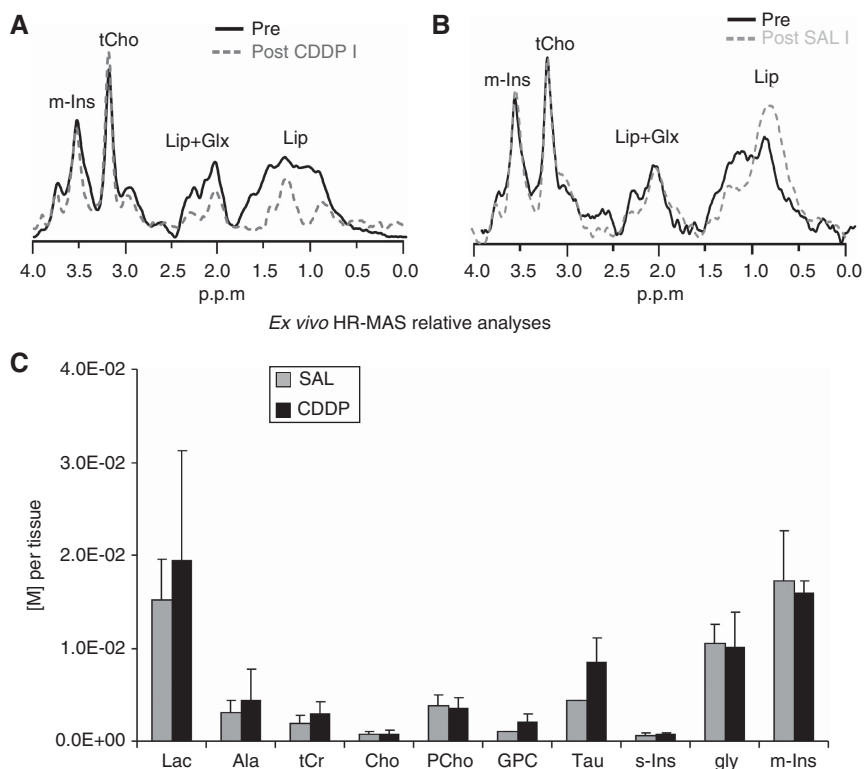 A
Pre
Post CDDP I
tCho
m-Ins
Lip+Glx
Lip
4.0 3.5 3.0 2.5 2.0 1.5 1.0 0.5 0.0
p.p.m
B
Pre
Post SAL I
tCho
m-Ins
Lip+Glx
Lip
4.0 3.5 3.0 2.5 2.0 1.5 1.0 0.5 0.0
p.p.m
Ex vivo HR-MAS relative analyses
C
SAL
CDDP
[M] per tissue
4.0E-02
3.0E-02
2.0E-02
1.0E-02
0.0E+00
Lac Ala tCr Cho PCho GPC Tau s-Ins gly m-Ins